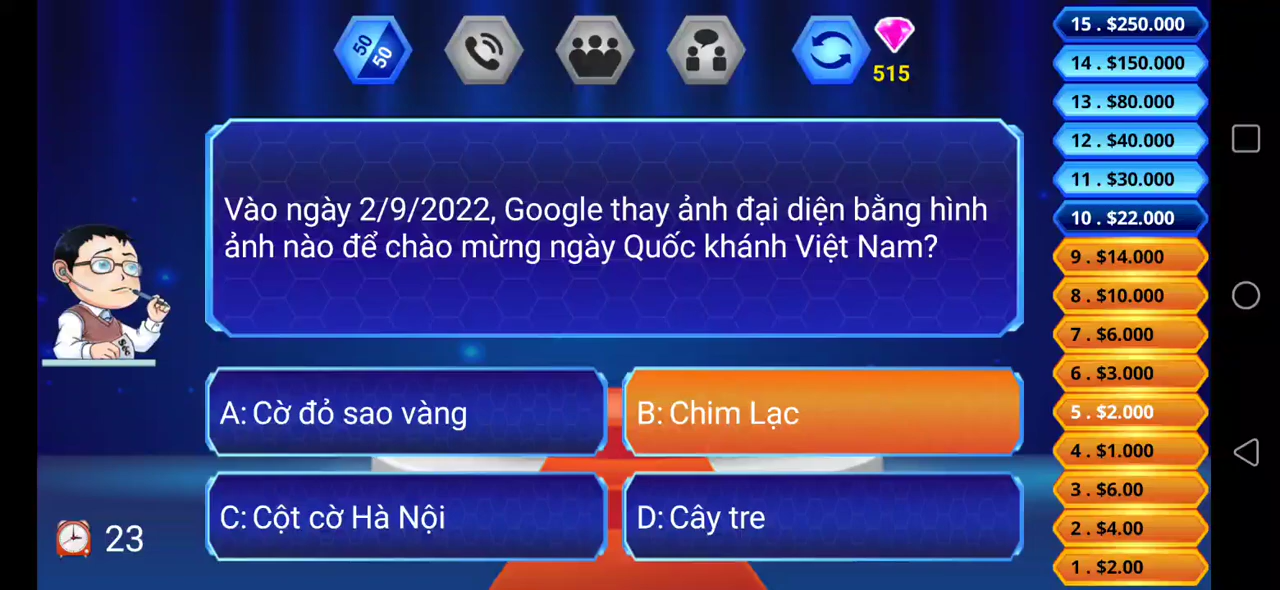 50
50
515
Vào ngày 2/9/2022, Google thay ảnh đại diện bằng hình
ảnh nào để chào mừng ngày Quốc khánh Việt Nam?
A: Cờ đỏ sao vàng
B: Chim Lạc
C: Cột cờ Hà Nội
D: Cây tre
23
15 . $250.000
14 . $150.000
13 . $80.000
12 . $40.000
11 . $30.000
10 . $22.000
9 . $14.000
8 . $10.000
7 . $6.000
6 . $3.000
5 . $2.000
4 . $1.000
3 . $6.00
2 . $4.00
1 . $2.00